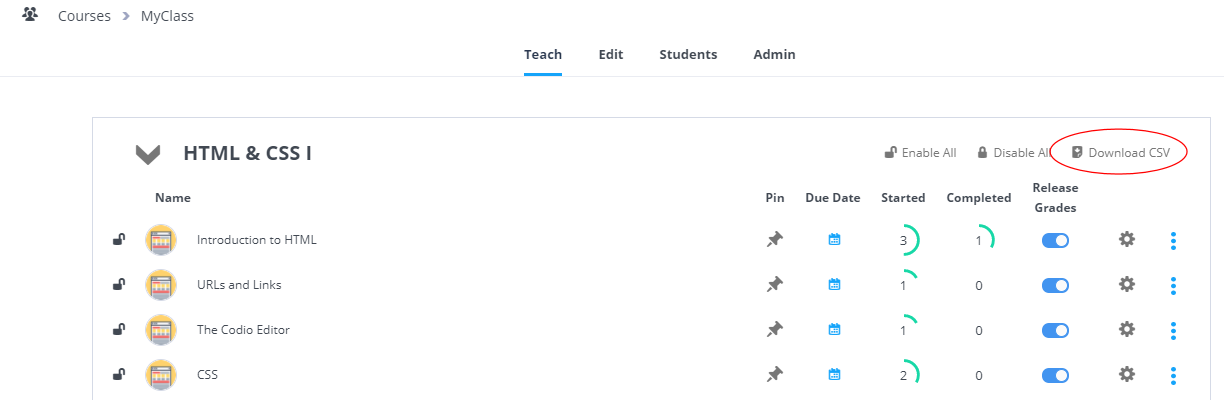 Courses > MyClass
Teach Edit Students Admin
HTML & CSS I Enable All Disable All Download CSV
Name Pin Due Date Started Completed Release Grades
Introduction to HTML 3 1
URLs and Links 1 0
The Codio Editor 1 0
CSS 2 0